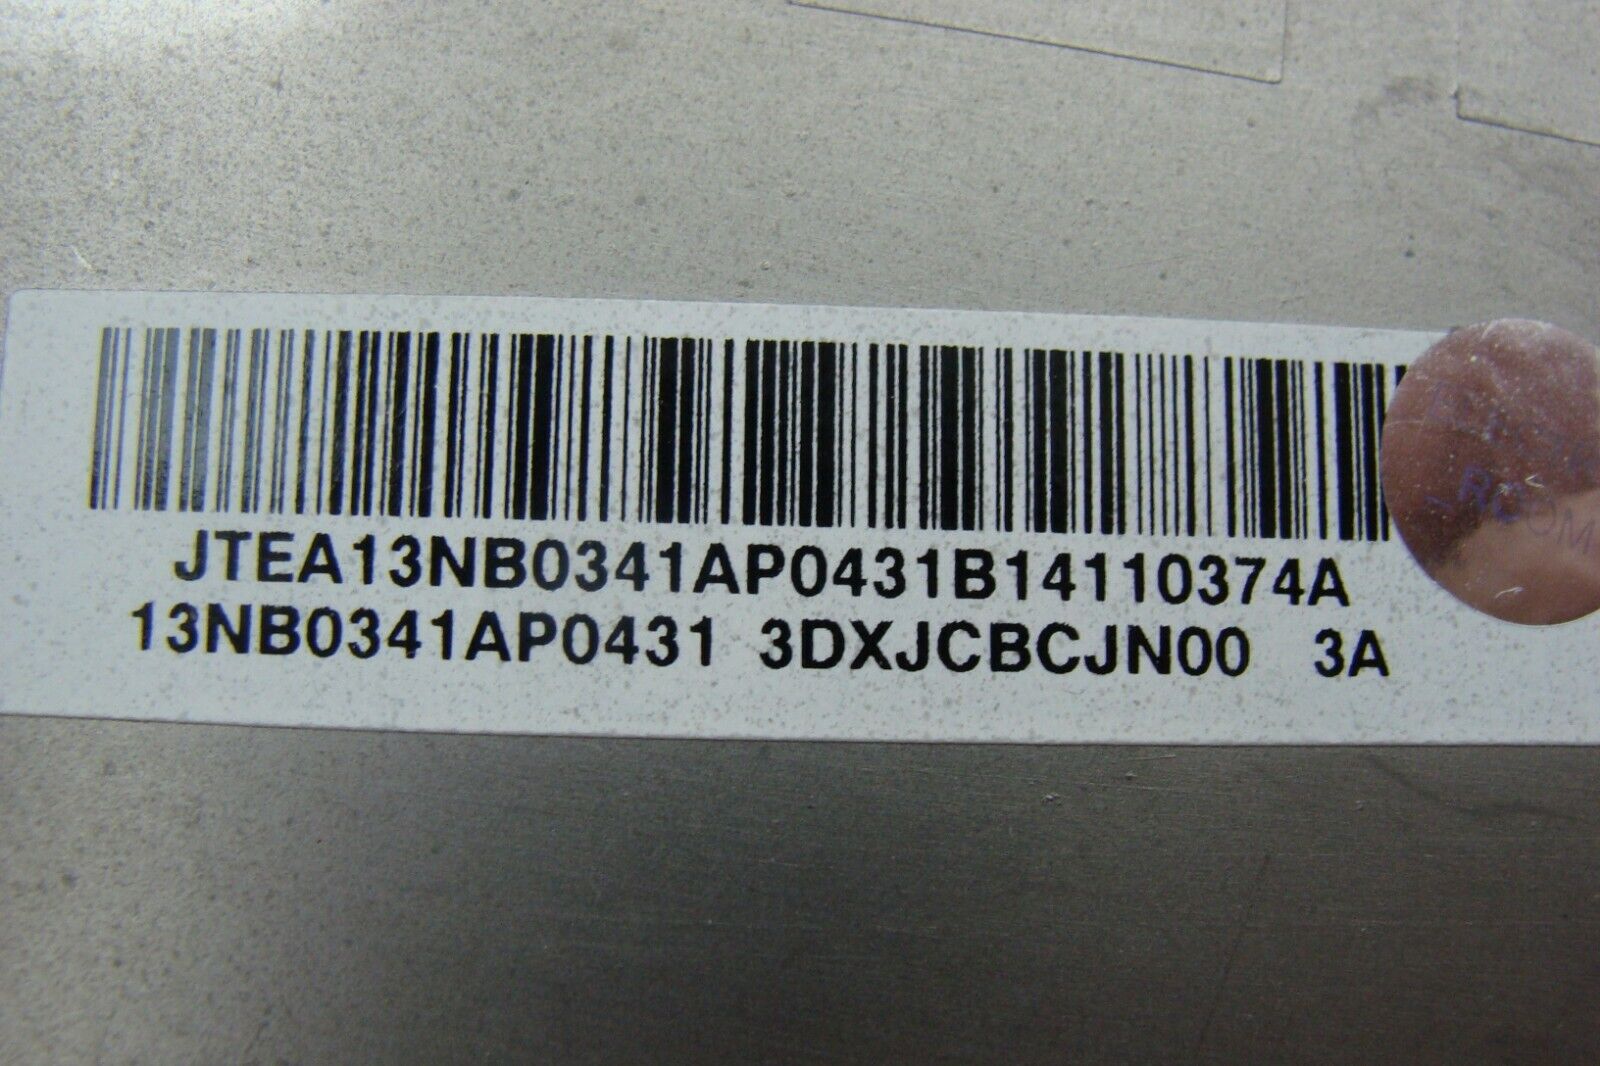 JTEA13NB0341AP0431B14110374A
13NB0341AP0431 3DXJCBCJN00 3A